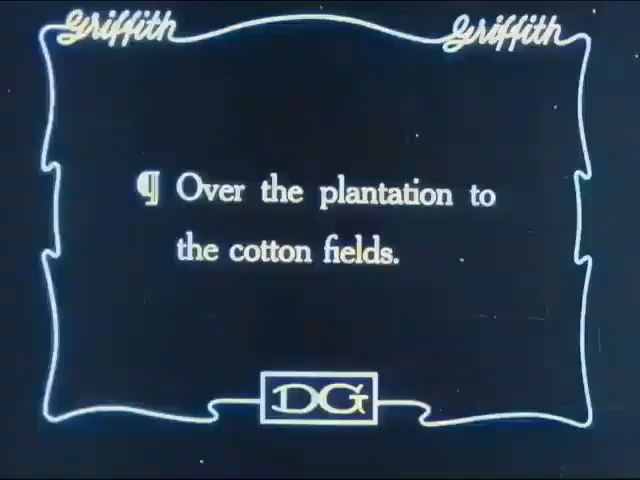 Griffith Griffith
¶ Over the plantation to
the cotton fields.
DG